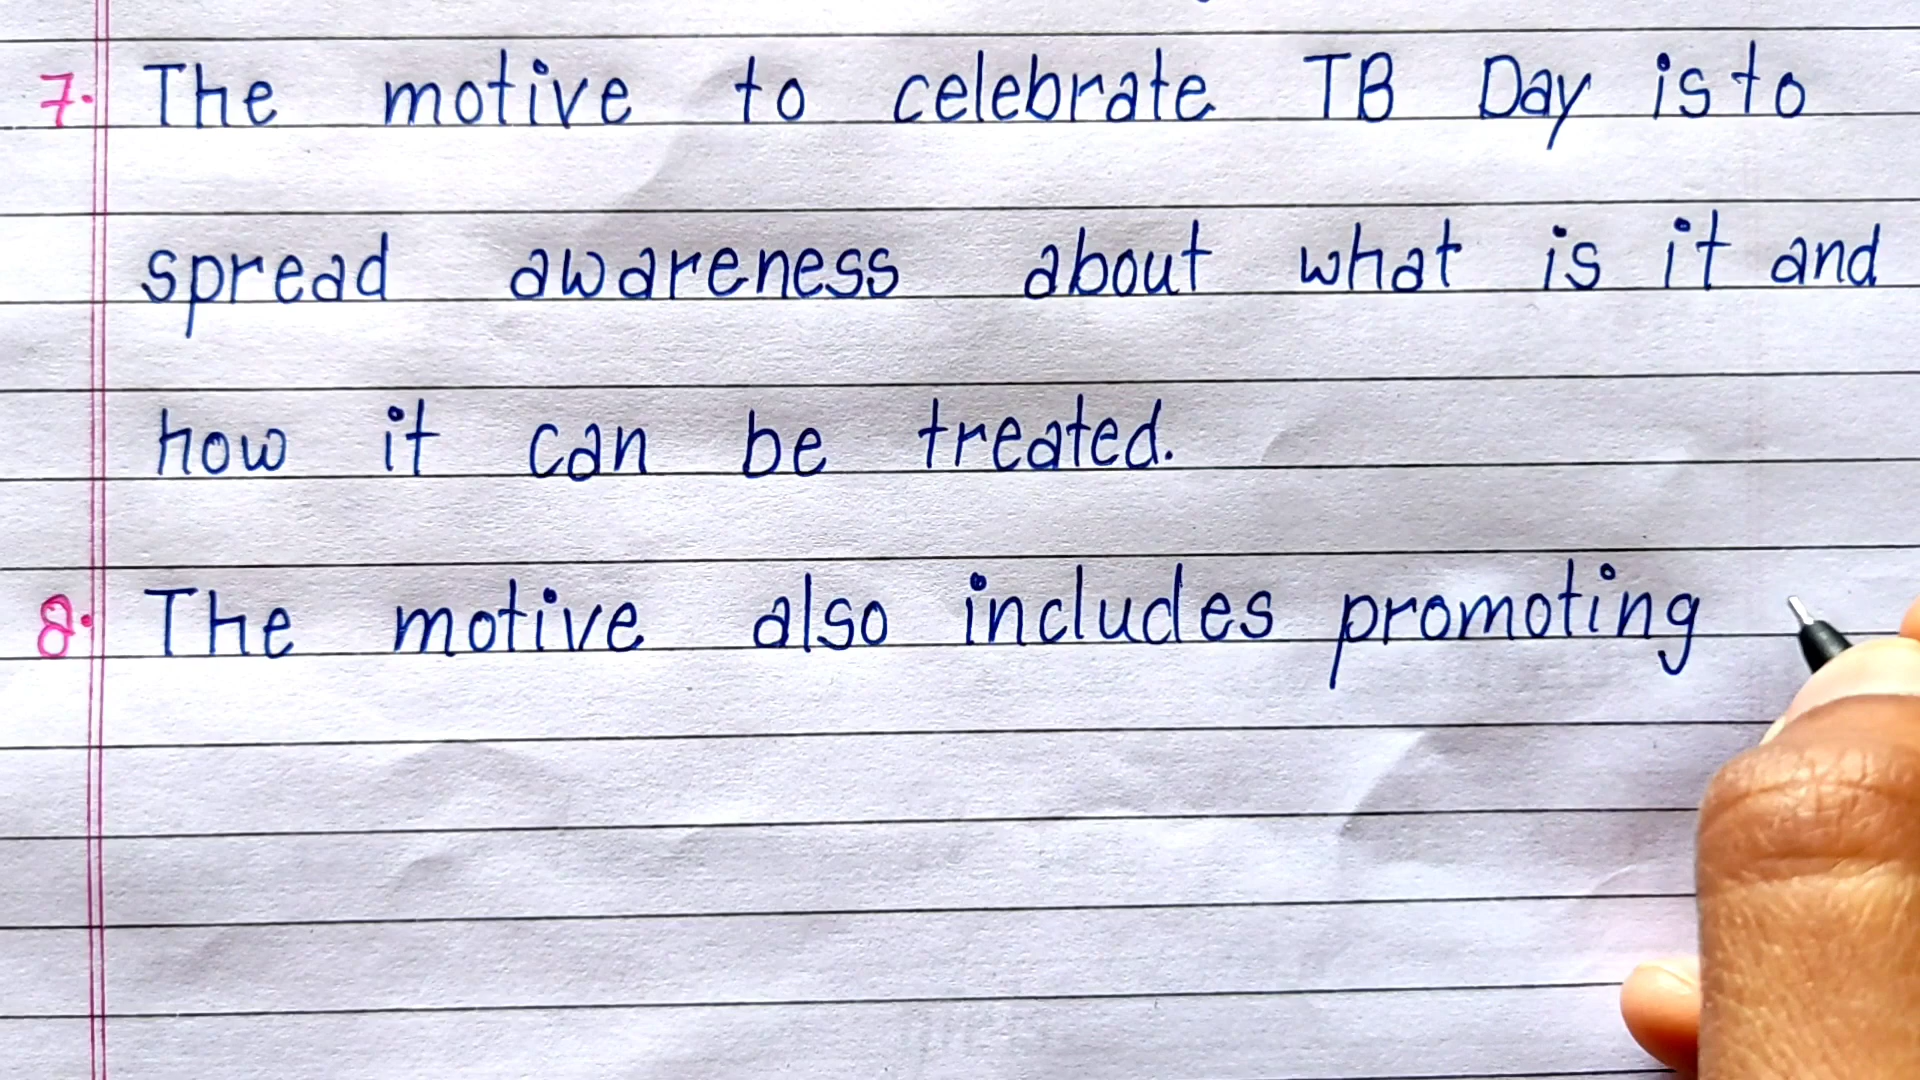 7. The motive to celebrate TB Day is to
spread awareness about what is it and
how it can be treated.
8. The motive also includes promoting